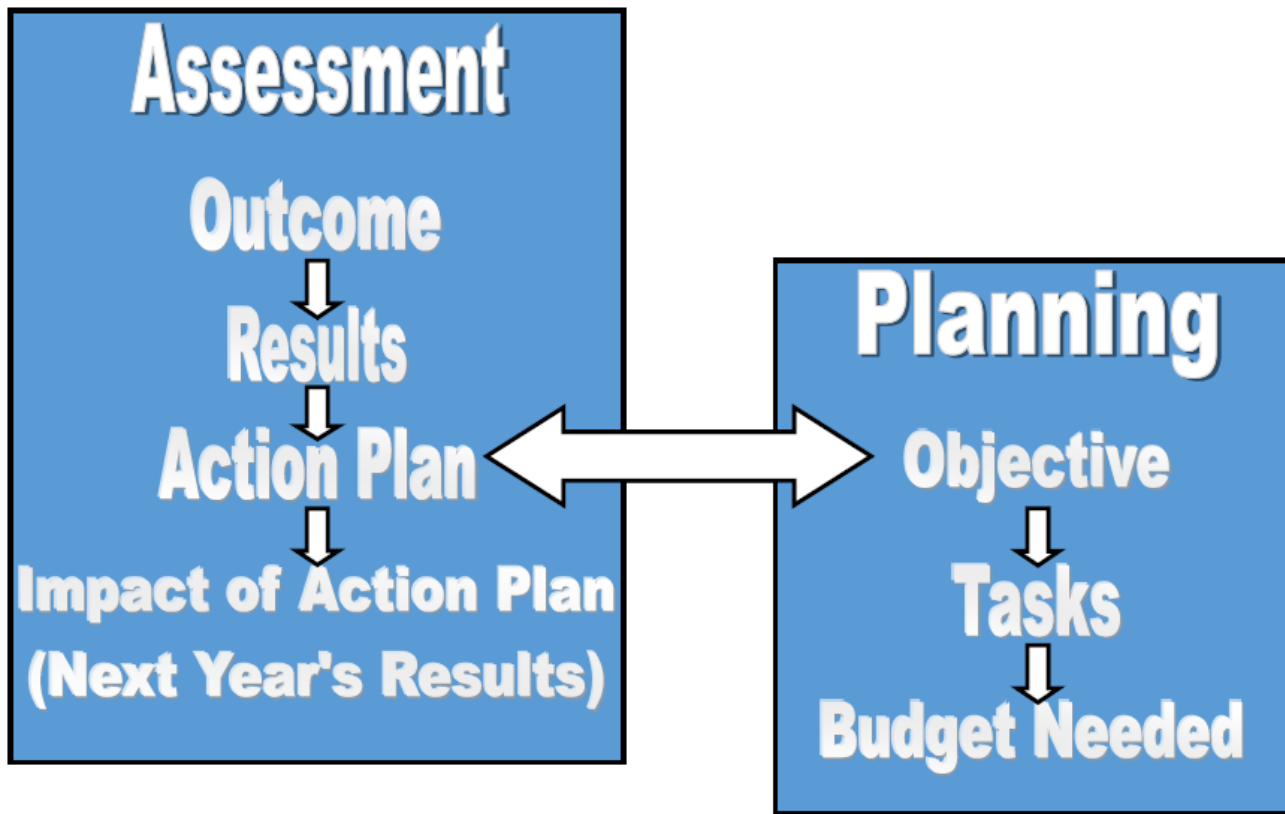 Assessment
Outcome
Results
Action Plan
Impact of Action Plan
(Next Year's Results)
Planning
Objective
Tasks
Budget Needed